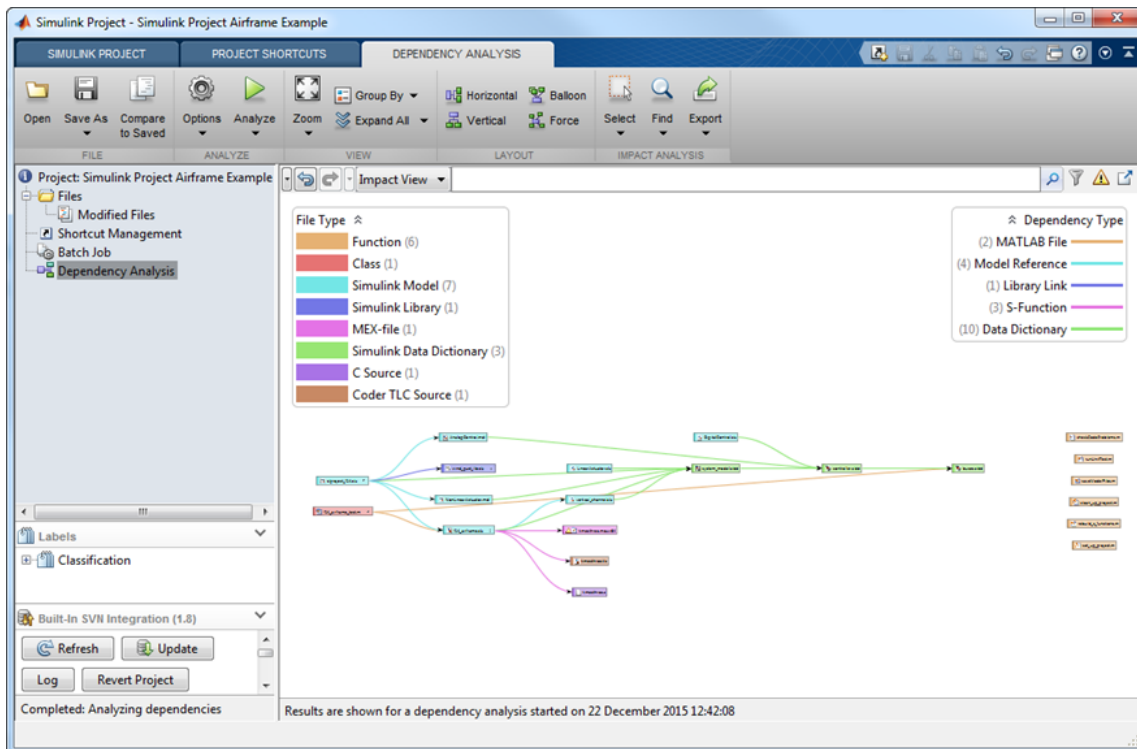 Simulink Project - Simulink Project Airframe Example
SIMULINK PROJECT
PROJECT SHORTCUTS
DEPENDENCY ANALYSIS
Open
Save As
Compare
to Saved
Options
Analyze
Zoom
Group By
Expand All
Horizontal
Vertical
Balloon
Force
Select
Find
Export
FILE
ANALYZE
VIEW
LAYOUT
IMPACT ANALYSIS
Project: Simulink Project Airframe Example
Files
Modified Files
Shortcut Management
Batch Job
Dependency Analysis
Labels
Classification
Built-In SVN Integration (1.8)
Refresh
Update
Log
Revert Project
Completed: Analyzing dependencies
Impact View
File Type
Function (6)
Class (1)
Simulink Model (7)
Simulink Library (1)
MEX-file (1)
Simulink Data Dictionary (3)
C Source (1)
Coder TLC Source (1)
Dependency Type
(2) MATLAB File
(4) Model Reference
(1) Library Link
(3) S-Function
(10) Data Dictionary
Results are shown for a dependency analysis started on 22 December 2015 12:42:08